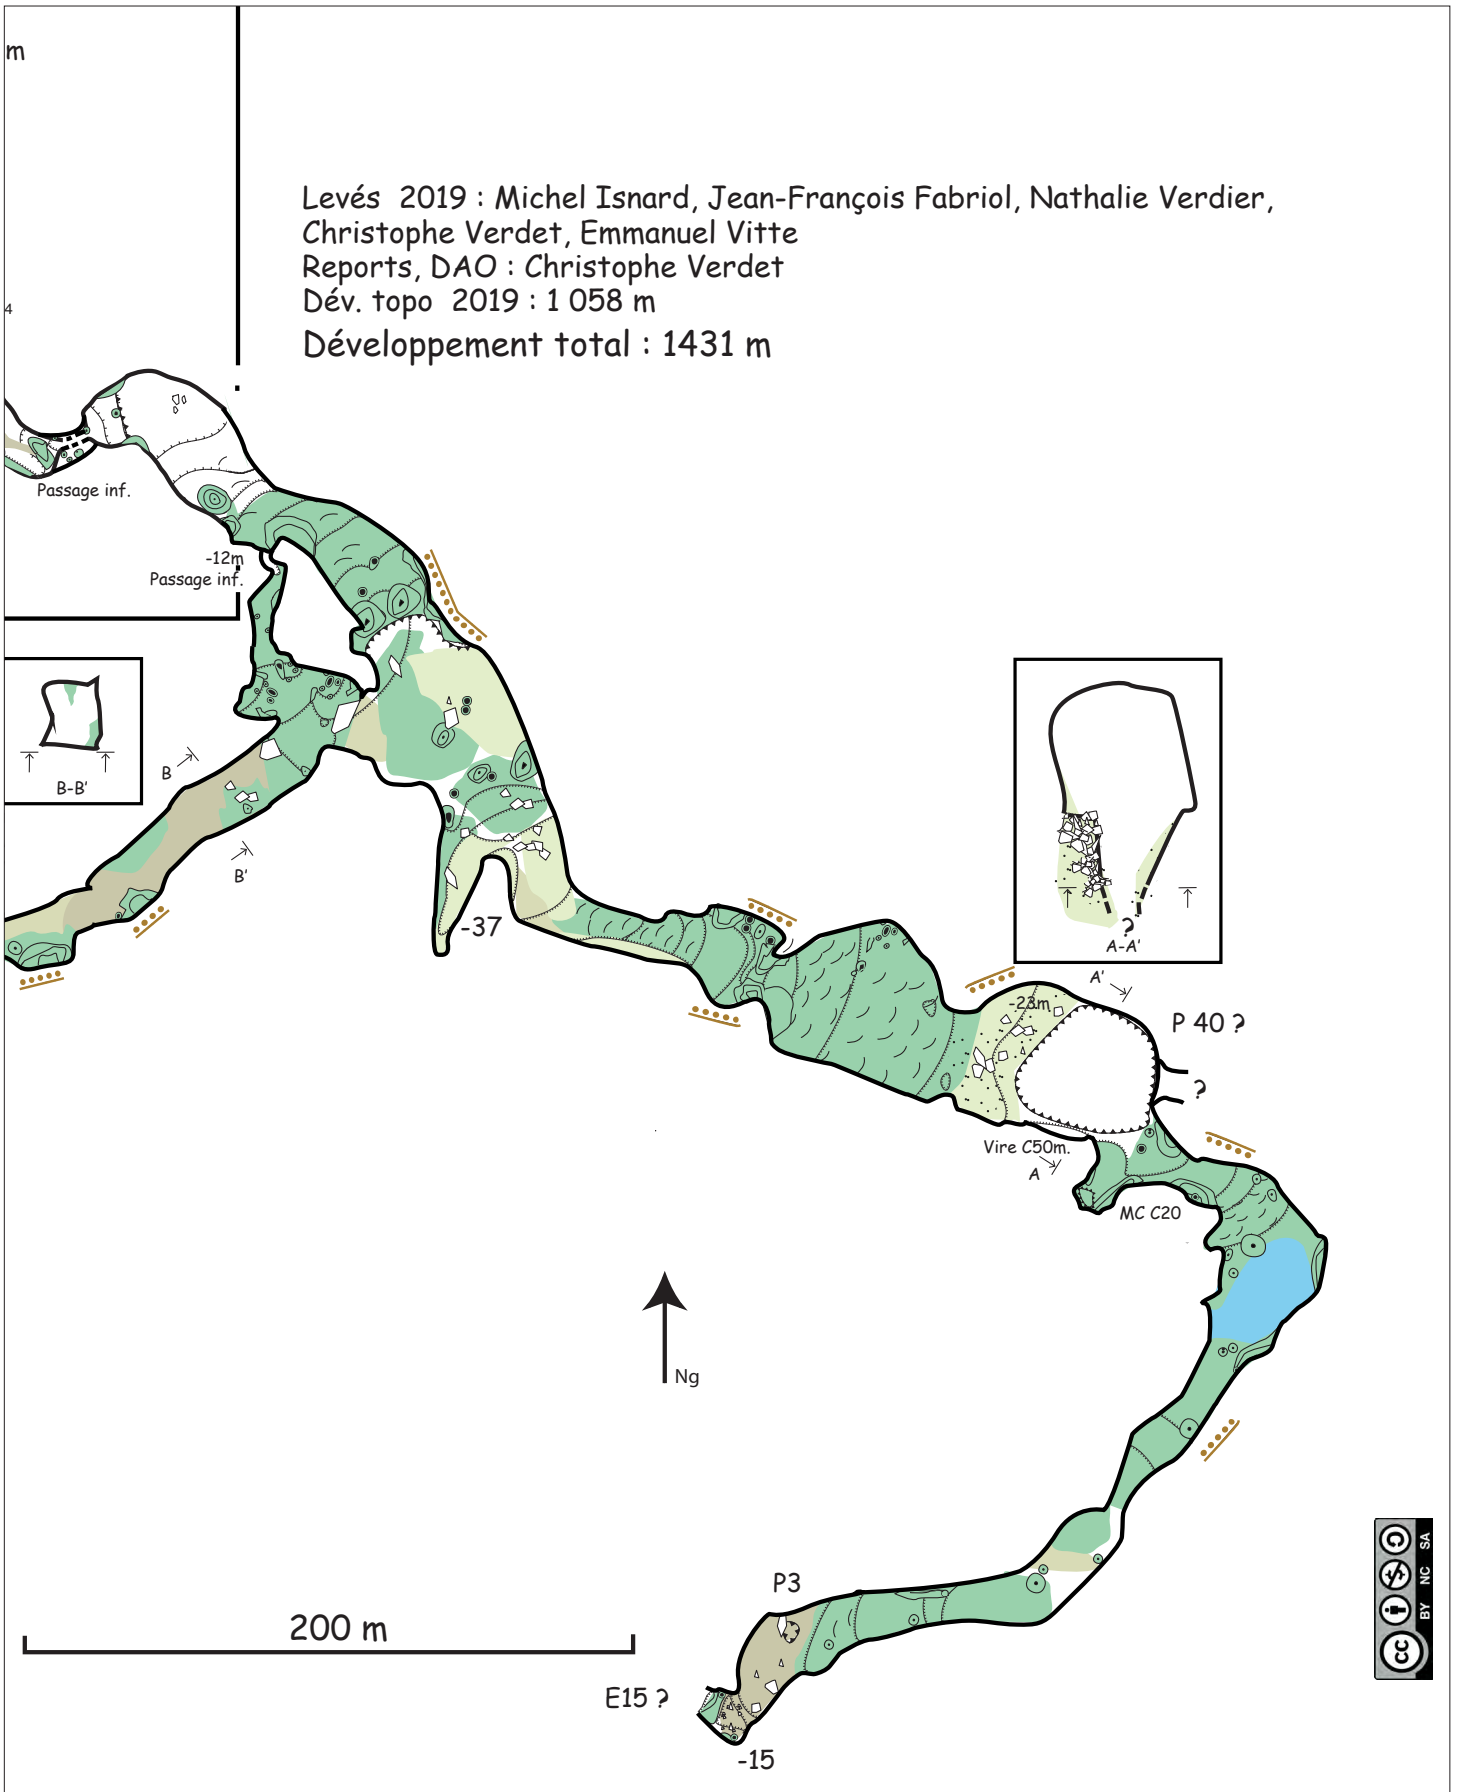 m
Levés 2019 : Michel Isnard, Jean-François Fabriol, Nathalie Verdier,
Christophe Verdet, Emmanuel Vitte
Reports, DAO : Christophe Verdet
Dév. topo 2019 : 1 058 m
Développement total : 1431 m
4
Passage inf.
-12m
Passage inf.
B-B'
B
B'
-37
?
A-A'
A'
-23m
P 40 ?
?
Vire C50m.
A
MC C20
Ng
P3
200 m
E15 ?
-15
cc
BY NC SA